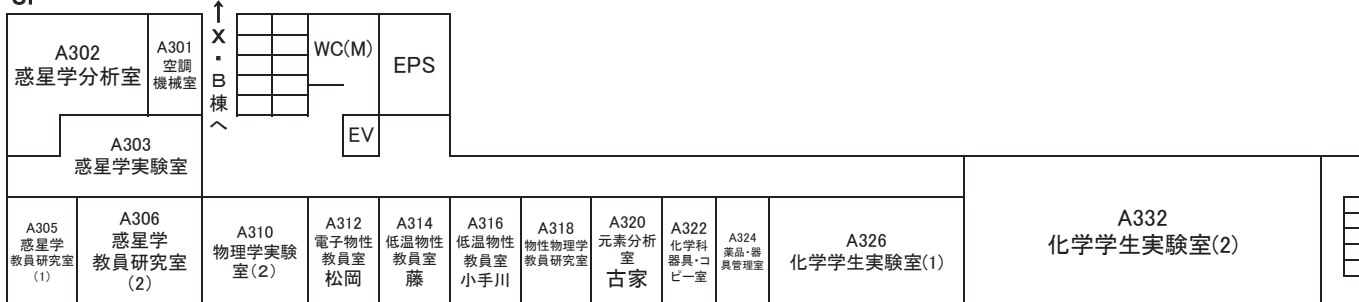 A302
惑星学分析室
A301
空調
機械室
↑
X
・
B
棟
へ
WC(M)
EPS
EV
A303
惑星学実験室
A305
惑星学
教員研究室
(1)
A306
惑星学
教員研究室
(2)
A310
物理学実験
室(2)
A312
電子物性
教員室
松岡
A314
低温物性
教員室
藤
A316
低温物性
教員室
小手川
A318
物性物理学
教員研究室
A320
元素分析
室
古家
A322
化学科
器具・コ
ピー室
A324
薬品・器
具管理室
A326
化学学生実験室(1)
A332
化学学生実験室(2)